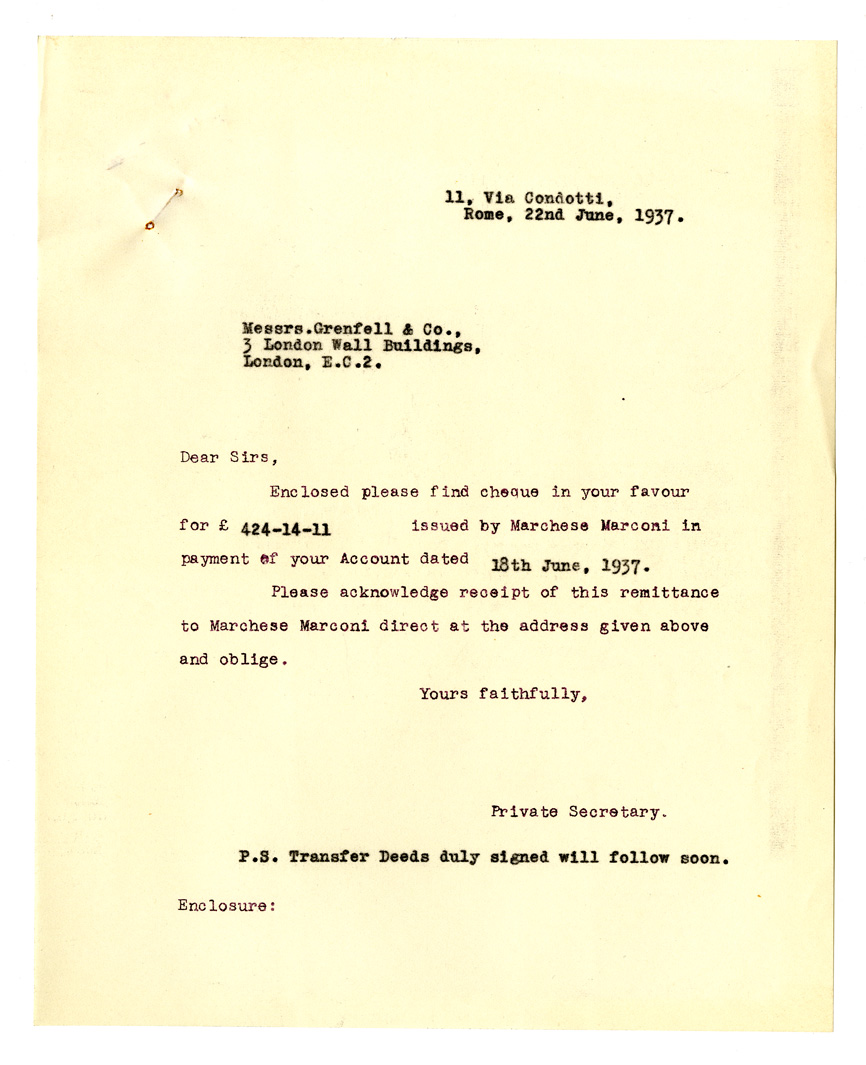 11, Via Condotti,
Rome, 22nd June, 1937.
Messrs.Grenfell & Co.,
3 London Wall Buildings,
London, E.C.2.
Dear Sirs,
Enclosed please find cheque in your favour
for £ 424-14-11 issued by Marchese Marconi in
payment of your Account dated 18th June, 1937.
Please acknowledge receipt of this remittance
to Marchese Marconi direct at the address given above
and oblige.
Yours faithfully,
Private Secretary.
P.S. Transfer Deeds duly signed will follow soon.
Enclosure: